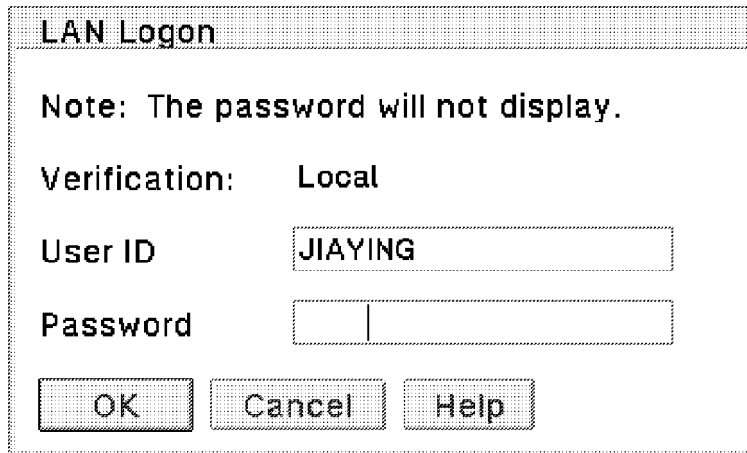 LAN Logon
Note: The password will not display.
Verification: Local
User ID JIAYING
Password
OK Cancel Help